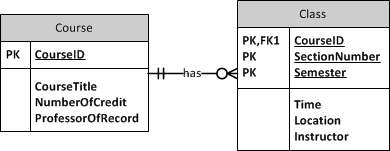 Course
PK CourseID
CourseTitle
NumberOfCredit
ProfessorOfRecord
has
Class
PK,FK1 CourseID
PK SectionNumber
PK Semester
Time
Location
Instructor